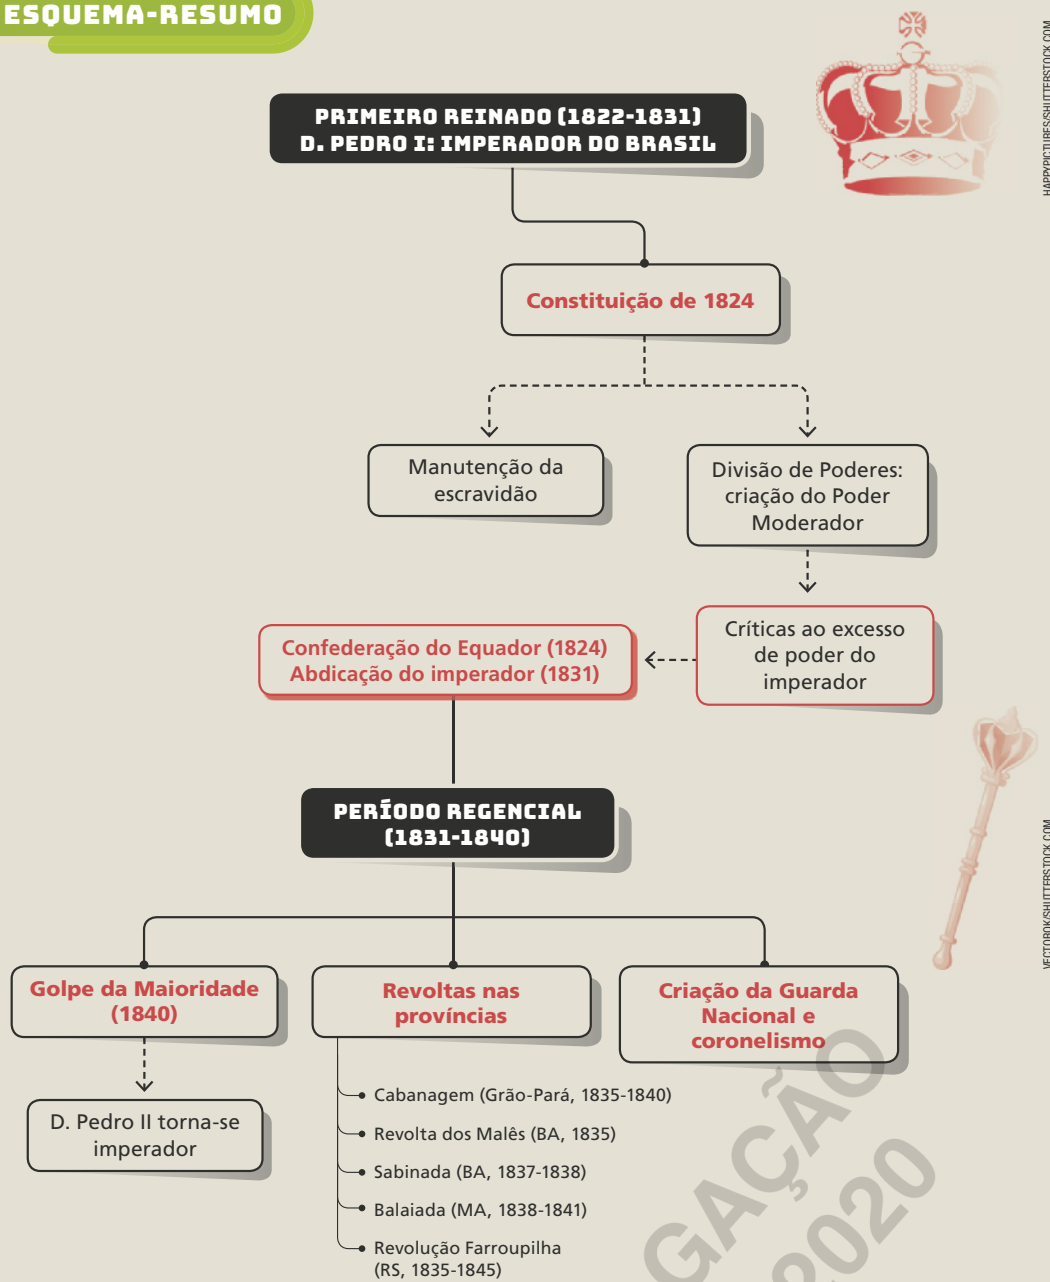 ESQUEMA-RESUMO
HAPPYPICTURES/SHUTTERSTOCK.COM
PRIMEIRO REINADO (1822-1831)
D. PEDRO I: IMPERADOR DO BRASIL
Constituição de 1824
Manutenção da
escravidão
Divisão de Poderes:
criação do Poder
Moderador
Críticas ao excesso
de poder do
imperador
Confederação do Equador (1824)
Abdicação do imperador (1831)
PERÍODO REGENCIAL
(1831-1840)
VECTOROK/SHUTTERSTOCK.COM
Golpe da Maioridade
(1840)
D. Pedro II torna-se
imperador
Revoltas nas
províncias
Cabanagem (Grão-Pará, 1835-1840)
Revolta dos Malês (BA, 1835)
Sabinada (BA, 1837-1838)
Balaiada (MA, 1838-1841)
Revolução Farroupilha
(RS, 1835-1845)
Criação da Guarda
Nacional e
coronelismo
GAÇÃO
2020